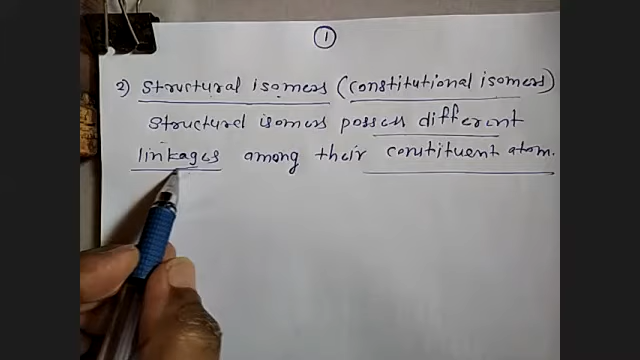 1
2) Structural isomers (constitutional isomers)
Structural isomers possess different
linkages among their constituent atom.